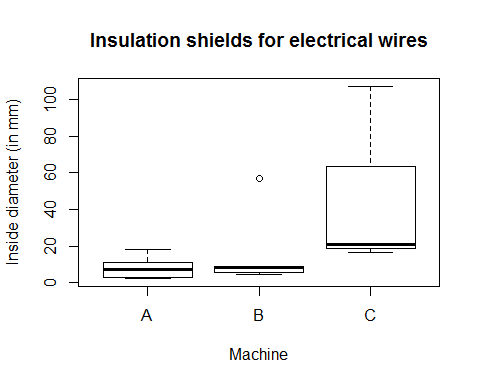 Insulation shields for electrical wires
Inside diameter (in mm)
100
80
60
40
20
0
A B C
Machine